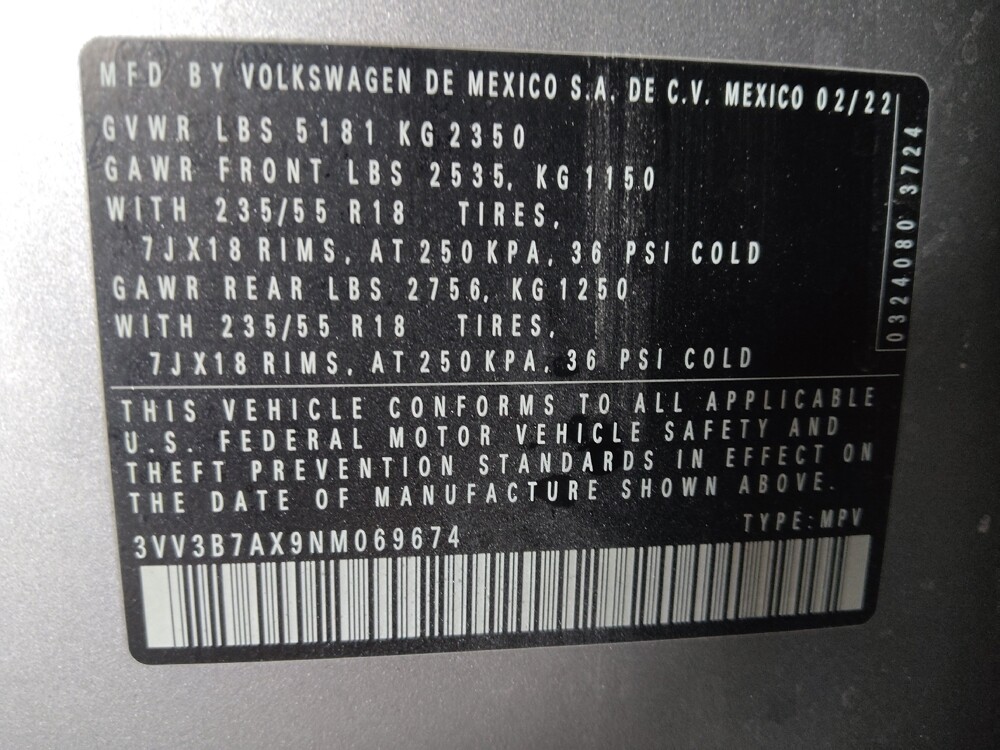 MFD BY VOLKSWAGEN DE MEXICO S.A. DE C.V. MEXICO 02/22
GVWR LBS 5181 KG 2350
GAWR FRONT LBS 2535, KG 1150
WITH 235/55 R18 TIRES,
7JX18 RIMS, AT 250 KPA, 36 PSI COLD
GAWR REAR LBS 2756, KG 1250
WITH 235/55 R18 TIRES,
7JX18 RIMS, AT 250 KPA, 36 PSI COLD
0324080 3724
THIS VEHICLE CONFORMS TO ALL APPLICABLE
U.S. FEDERAL MOTOR VEHICLE SAFETY AND
THEFT PREVENTION STANDARDS IN EFFECT ON
THE DATE OF MANUFACTURE SHOWN ABOVE.
TYPE:MPV
3VV3B7AX9NM069674